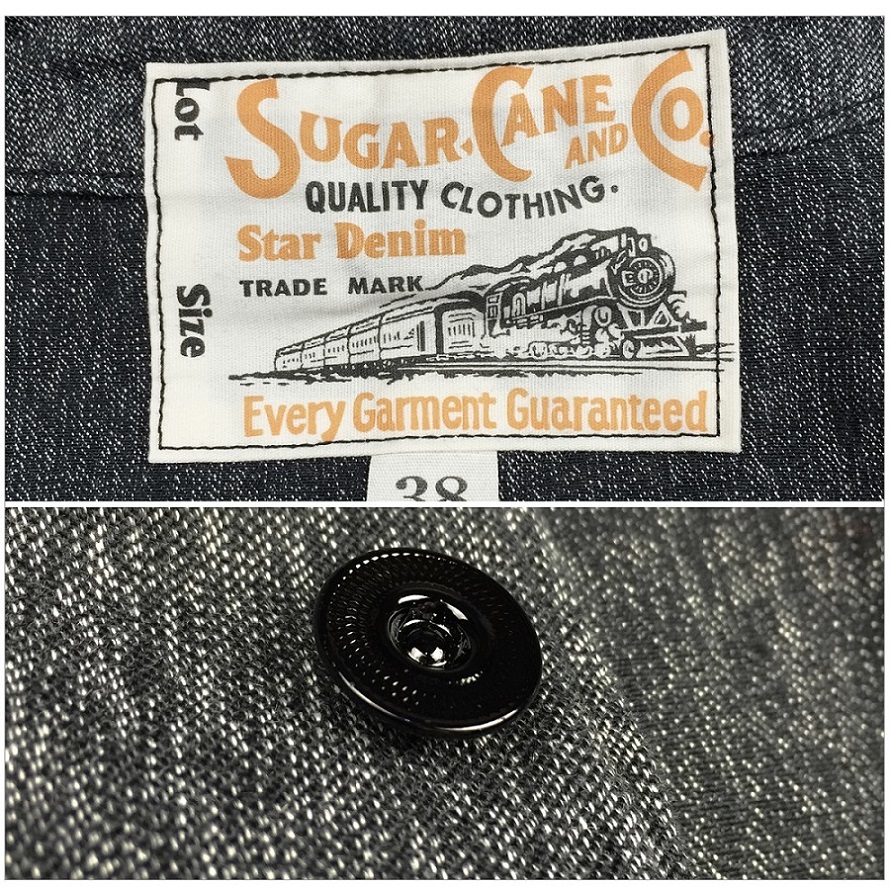 Lot
SUGAR·CANE AND CO.
QUALITY CLOTHING.
Star Denim
TRADE MARK
Size
Every Garment Guaranteed
38